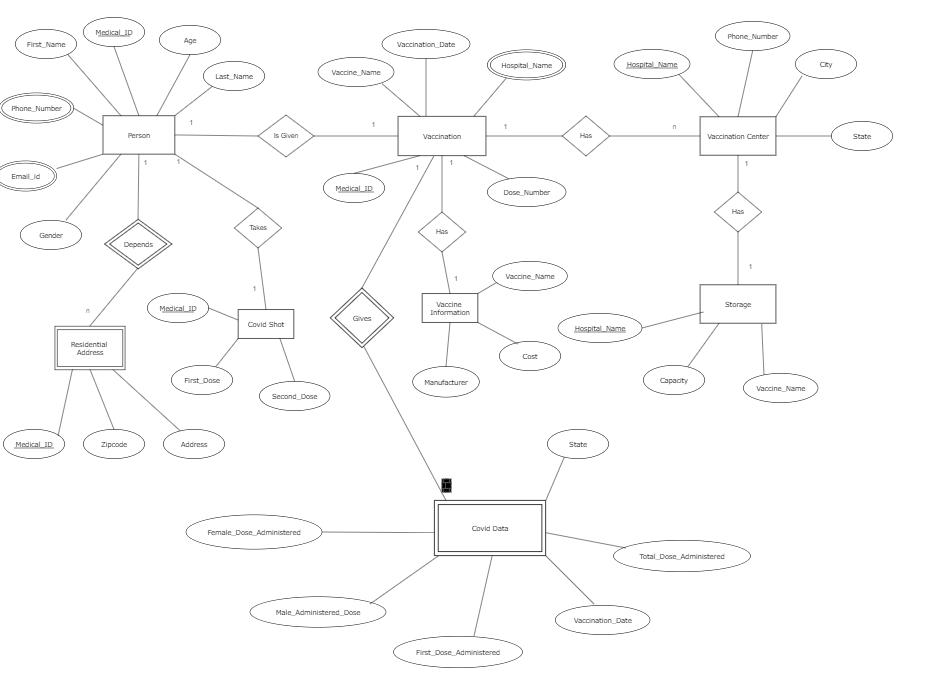 Medical_ID
First_Name
Age
Last_Name
Phone_Number
Person
1
Is Given
1
Email_id
1
1
Gender
Depends
Takes
n
1
Residential
Address
Medical_ID
Covid Shot
First_Dose
Second_Dose
Medical_ID
Zipcode
Address
Vaccination_Date
Vaccine_Name
Hospital_Name
Vaccination
1
Has
n
1
1
Medical_ID
Dose_Number
Has
Gives
1
Vaccine
Information
Vaccine_Name
Cost
Manufacturer
Phone_Number
Hospital_Name
City
Vaccination Center
State
1
Has
1
Storage
Hospital_Name
Capacity
Vaccine_Name
State
Covid Data
Female_Dose_Administered
Total_Dose_Administered
Male_Administered_Dose
Vaccination_Date
First_Dose_Administered